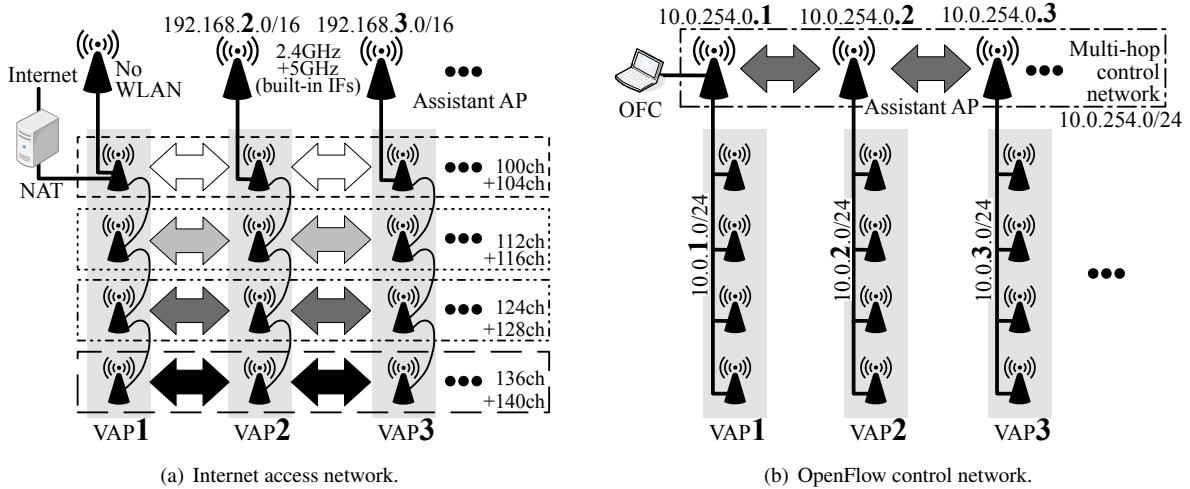 192.168.2.0/16 192.168.3.0/16
Internet
No
WLAN
2.4GHz
+5GHz
(built-in IFs)
Assistant AP
NAT
100ch
+104ch
112ch
+116ch
124ch
+128ch
136ch
+140ch
VAP1 VAP2 VAP3
(a) Internet access network.
10.0.254.0.1 10.0.254.0.2 10.0.254.0.3
OFC
Multi-hop
control
network
Assistant AP
10.0.254.0/24
10.0.1.0/24
10.0.2.0/24
10.0.3.0/24
VAP1 VAP2 VAP3
(b) OpenFlow control network.